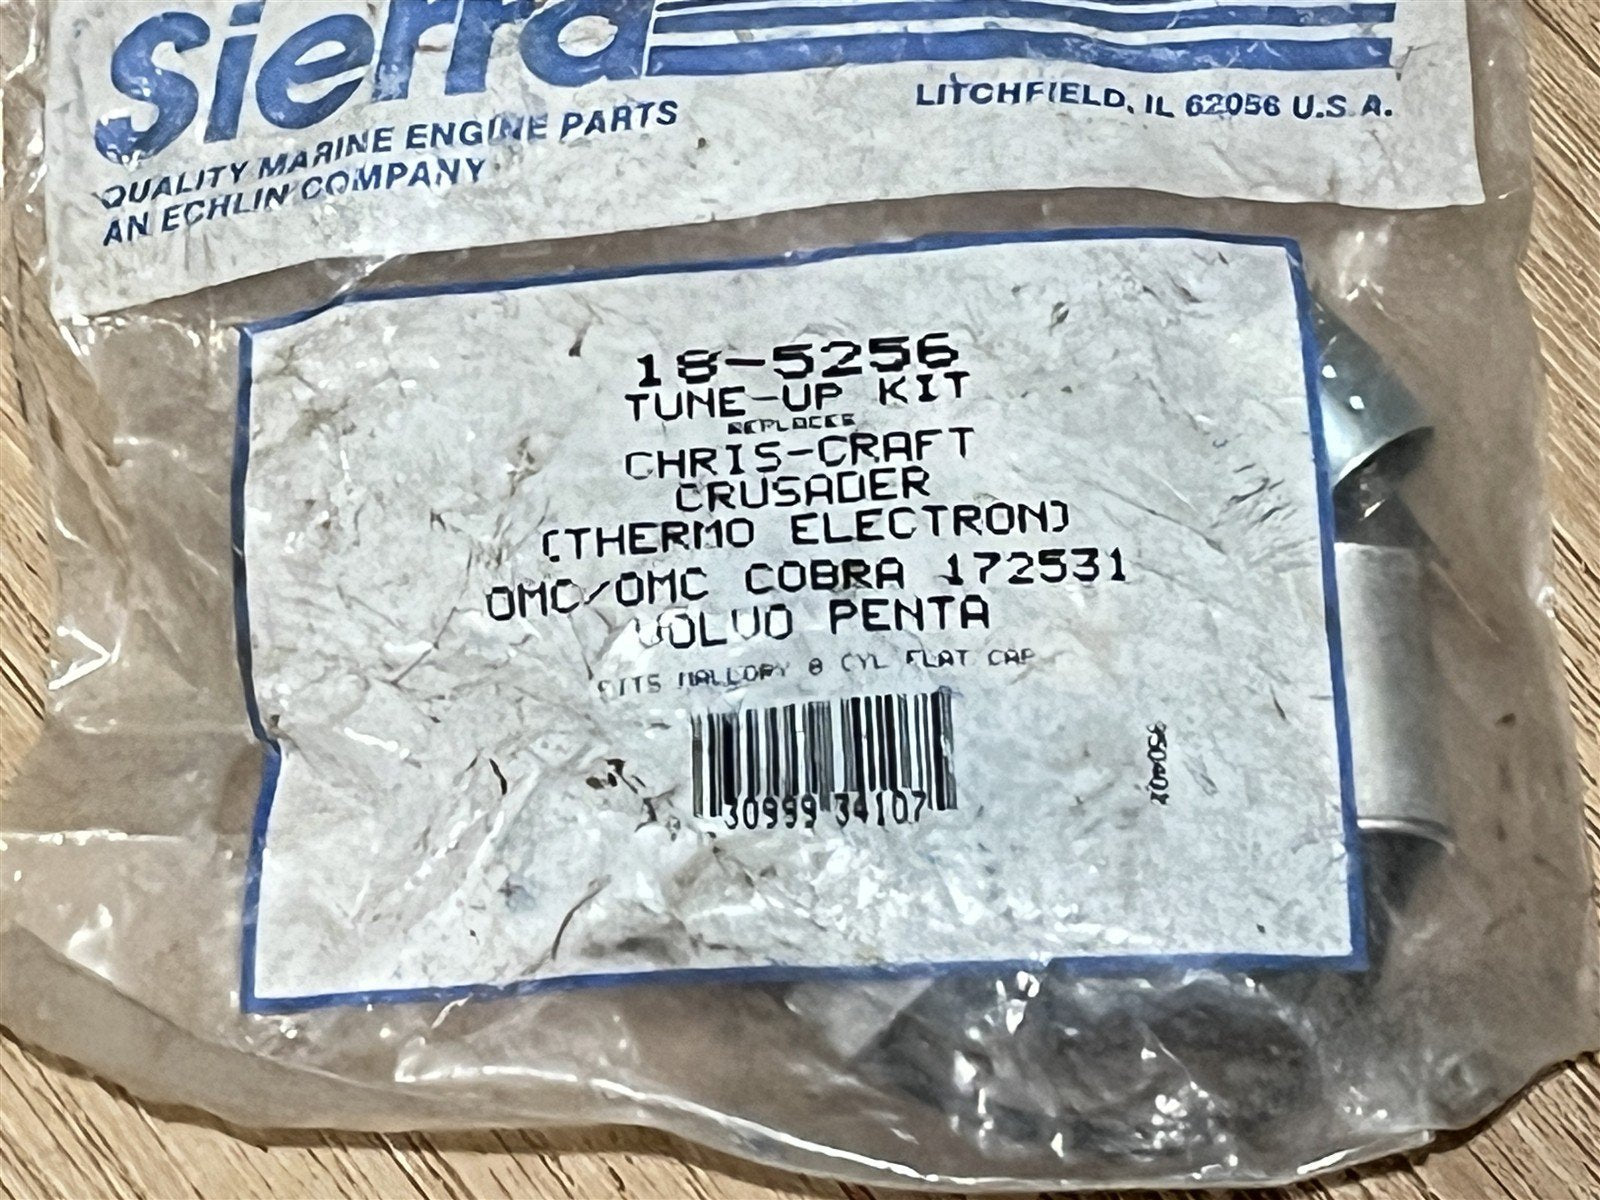 Sierra
LITCHFIELD, IL 62056 U.S.A.
QUALITY MARINE ENGINE PARTS
AN ECHLIN COMPANY
18-5256
TUNE-UP KIT
REPLACES
CHRIS-CRAFT
CRUSADER
(THERMO ELECTRON)
OMC/OMC COBRA 172531
VOLVO PENTA
FITS MALLORY 8 CYL FLAT CAP
30999 34107